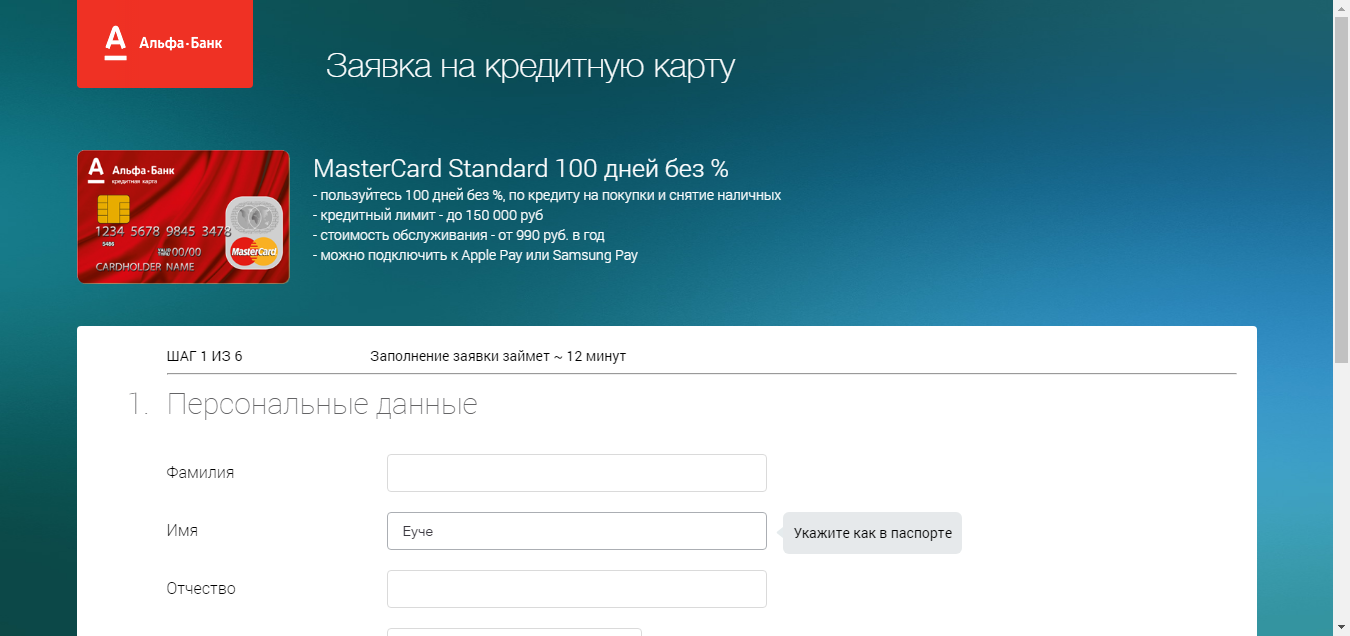 Альфа·Банк
Заявка на кредитную карту
Альфа·Банк
кредитная карта
1234 5678 9845 3478
5486
00/00
MasterCard
CARDHOLDER NAME
MasterCard Standard 100 дней без %
- пользуйтесь 100 дней без %, по кредиту на покупки и снятие наличных
- кредитный лимит - до 150 000 руб
- стоимость обслуживания - от 990 руб. в год
- можно подключить к Apple Pay или Samsung Pay
ШАГ 1 ИЗ 6
Заполнение заявки займет ~ 12 минут
1. Персональные данные
Фамилия
Имя
Еуче
Укажите как в паспорте
Отчество